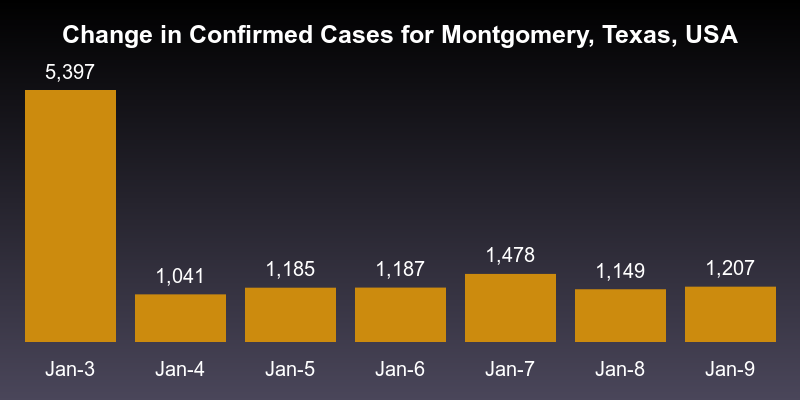 Change in Confirmed Cases for Montgomery, Texas, USA
5,397
1,041
1,185
1,187
1,478
1,149
1,207
Jan-3
Jan-4
Jan-5
Jan-6
Jan-7
Jan-8
Jan-9